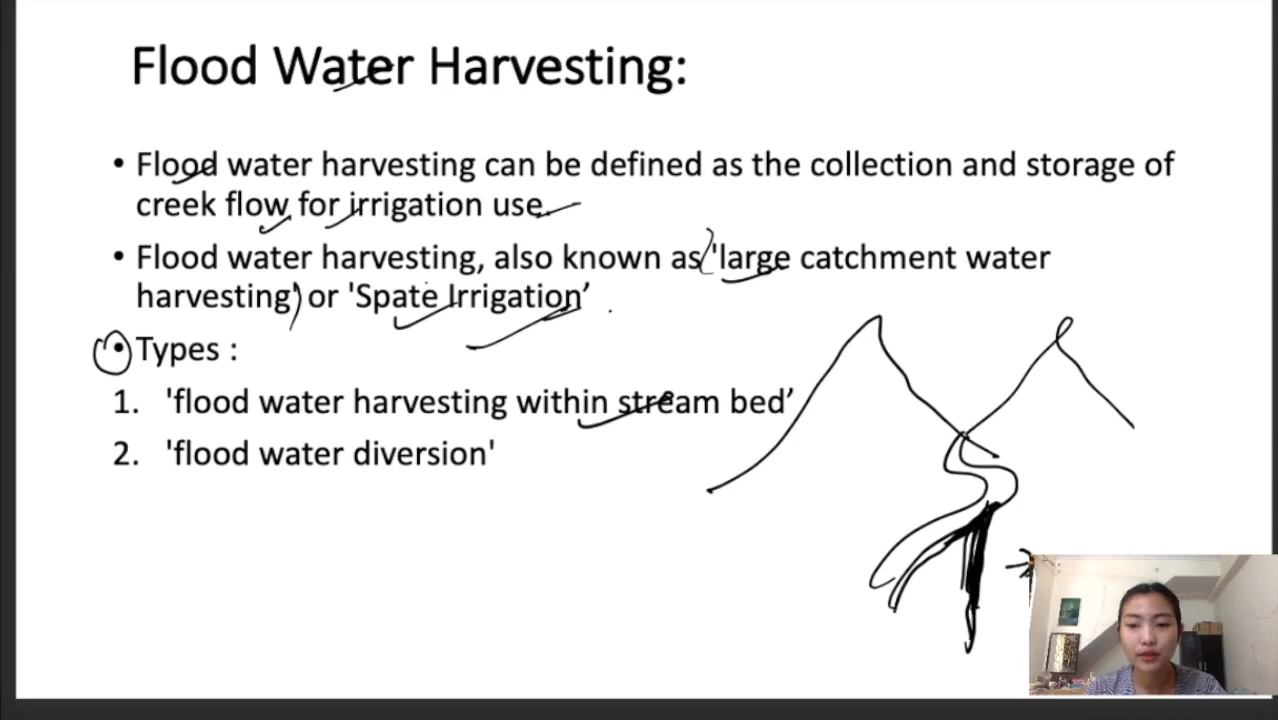 Flood Water Harvesting:
• Flood water harvesting can be defined as the collection and storage of
creek flow for irrigation use.
• Flood water harvesting, also known as 'large catchment water
harvesting' or 'Spate Irrigation’
• Types :
1. 'flood water harvesting within stream bed’
2. 'flood water diversion'